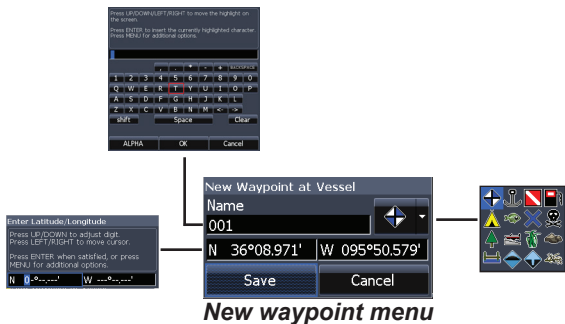 Press UP/DOWN/LEFT/RIGHT to move the highlight on
the screen.
Press ENTER to insert the currently highlighted character.
Press MENU for additional options.
, . * - + BACKSPACE
1 2 3 4 5 6 7 8 9 0
Q W E R T Y U I O P
A S D F G H J K L
Z X C V B N M <- ->
shift Space Clear
ALPHA OK Cancel
New Waypoint at Vessel
Name
001
N 36°08.971' W 095°50.579'
Save Cancel
Enter Latitude/Longitude
Press UP/DOWN to adjust digit.
Press LEFT/RIGHT to move cursor.
Press ENTER when satisfied, or press
MENU for additional options.
N 0-°--.---' W ---°--.---'
New waypoint menu